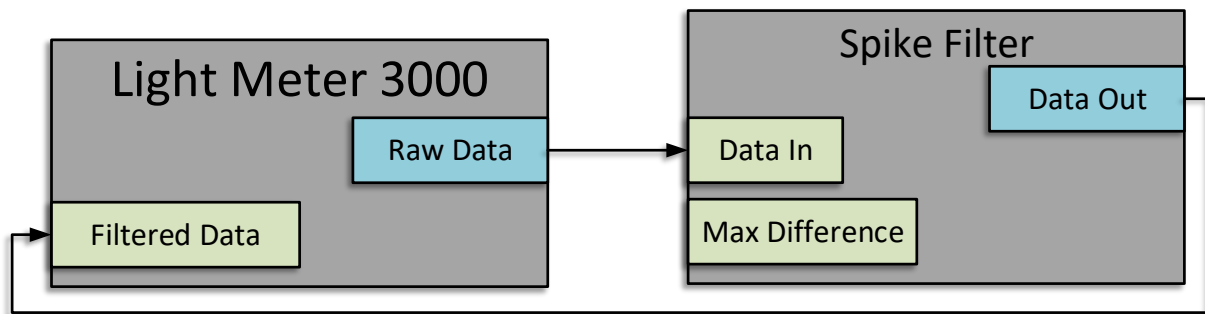 Light Meter 3000
Raw Data
Filtered Data
Spike Filter
Data Out
Data In
Max Difference